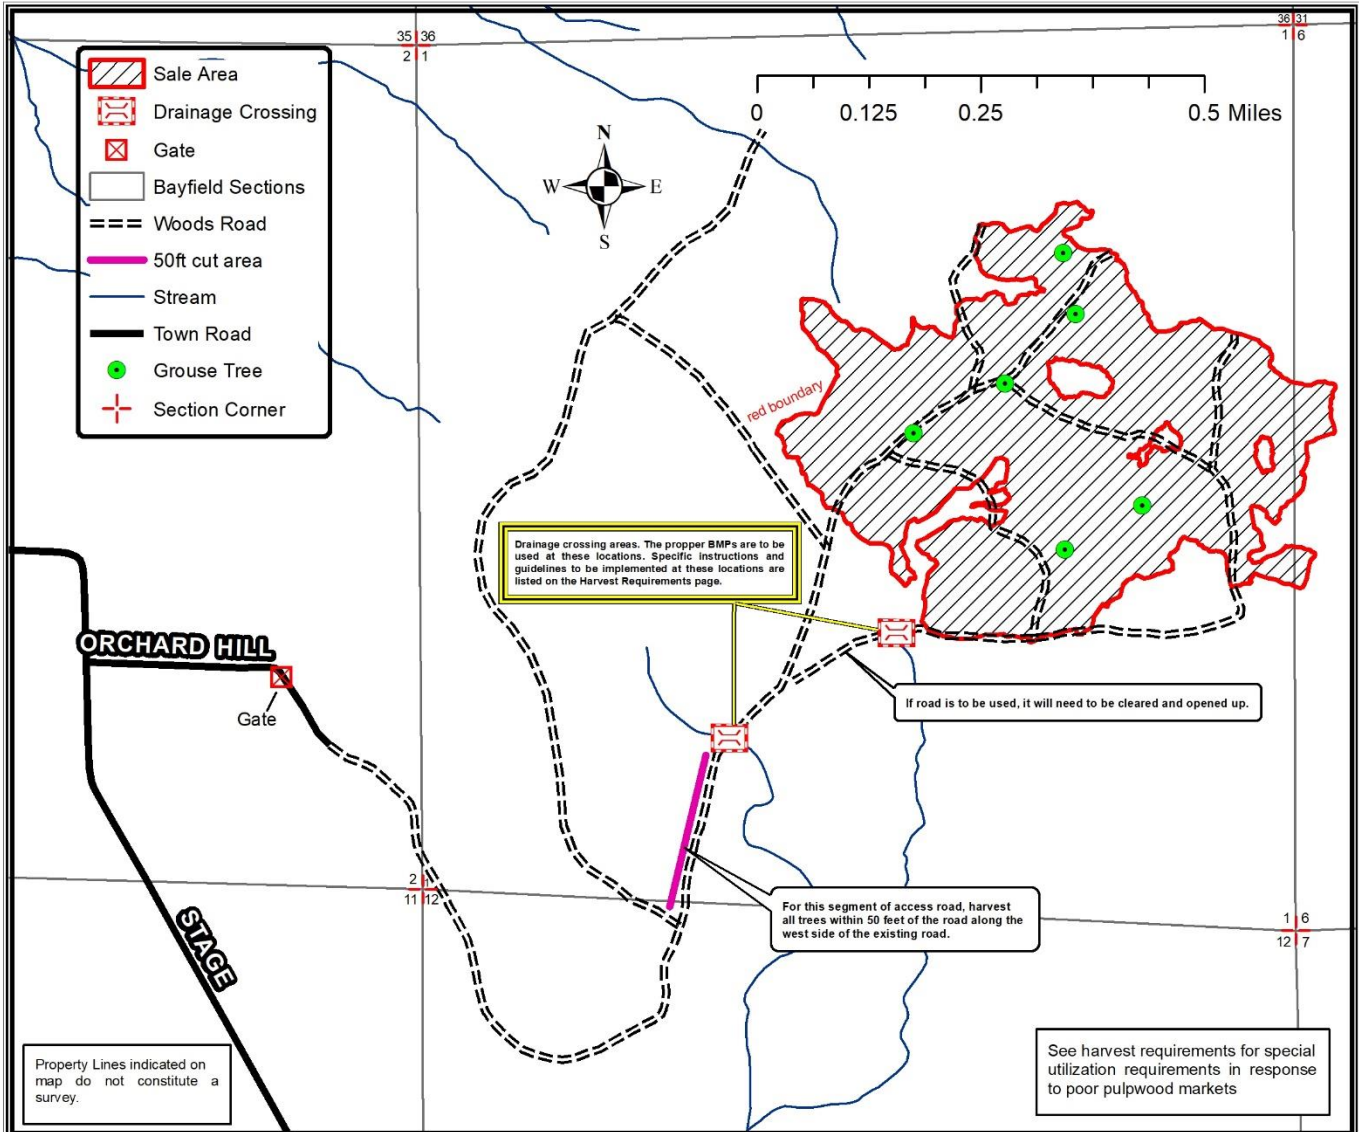 35 36
2 1
36 31
1 6
Sale Area
Drainage Crossing
Gate
Bayfield Sections
Woods Road
50ft cut area
Stream
Town Road
Grouse Tree
Section Corner
0 0.125 0.25 0.5 Miles
N
W E
S
red boundary
Drainage crossing areas. The propper BMPs are to be
used at these locations. Specific instructions and
guidelines to be implemented at these locations are
listed on the Harvest Requirements page.
ORCHARD HILL
Gate
If road is to be used, it will need to be cleared and opened up.
2 1
11 12
For this segment of access road, harvest
all trees within 50 feet of the road along the
west side of the existing road.
1 6
12 7
STAGE
Property Lines indicated on
map do not constitute a
survey.
See harvest requirements for special
utilization requirements in response
to poor pulpwood markets